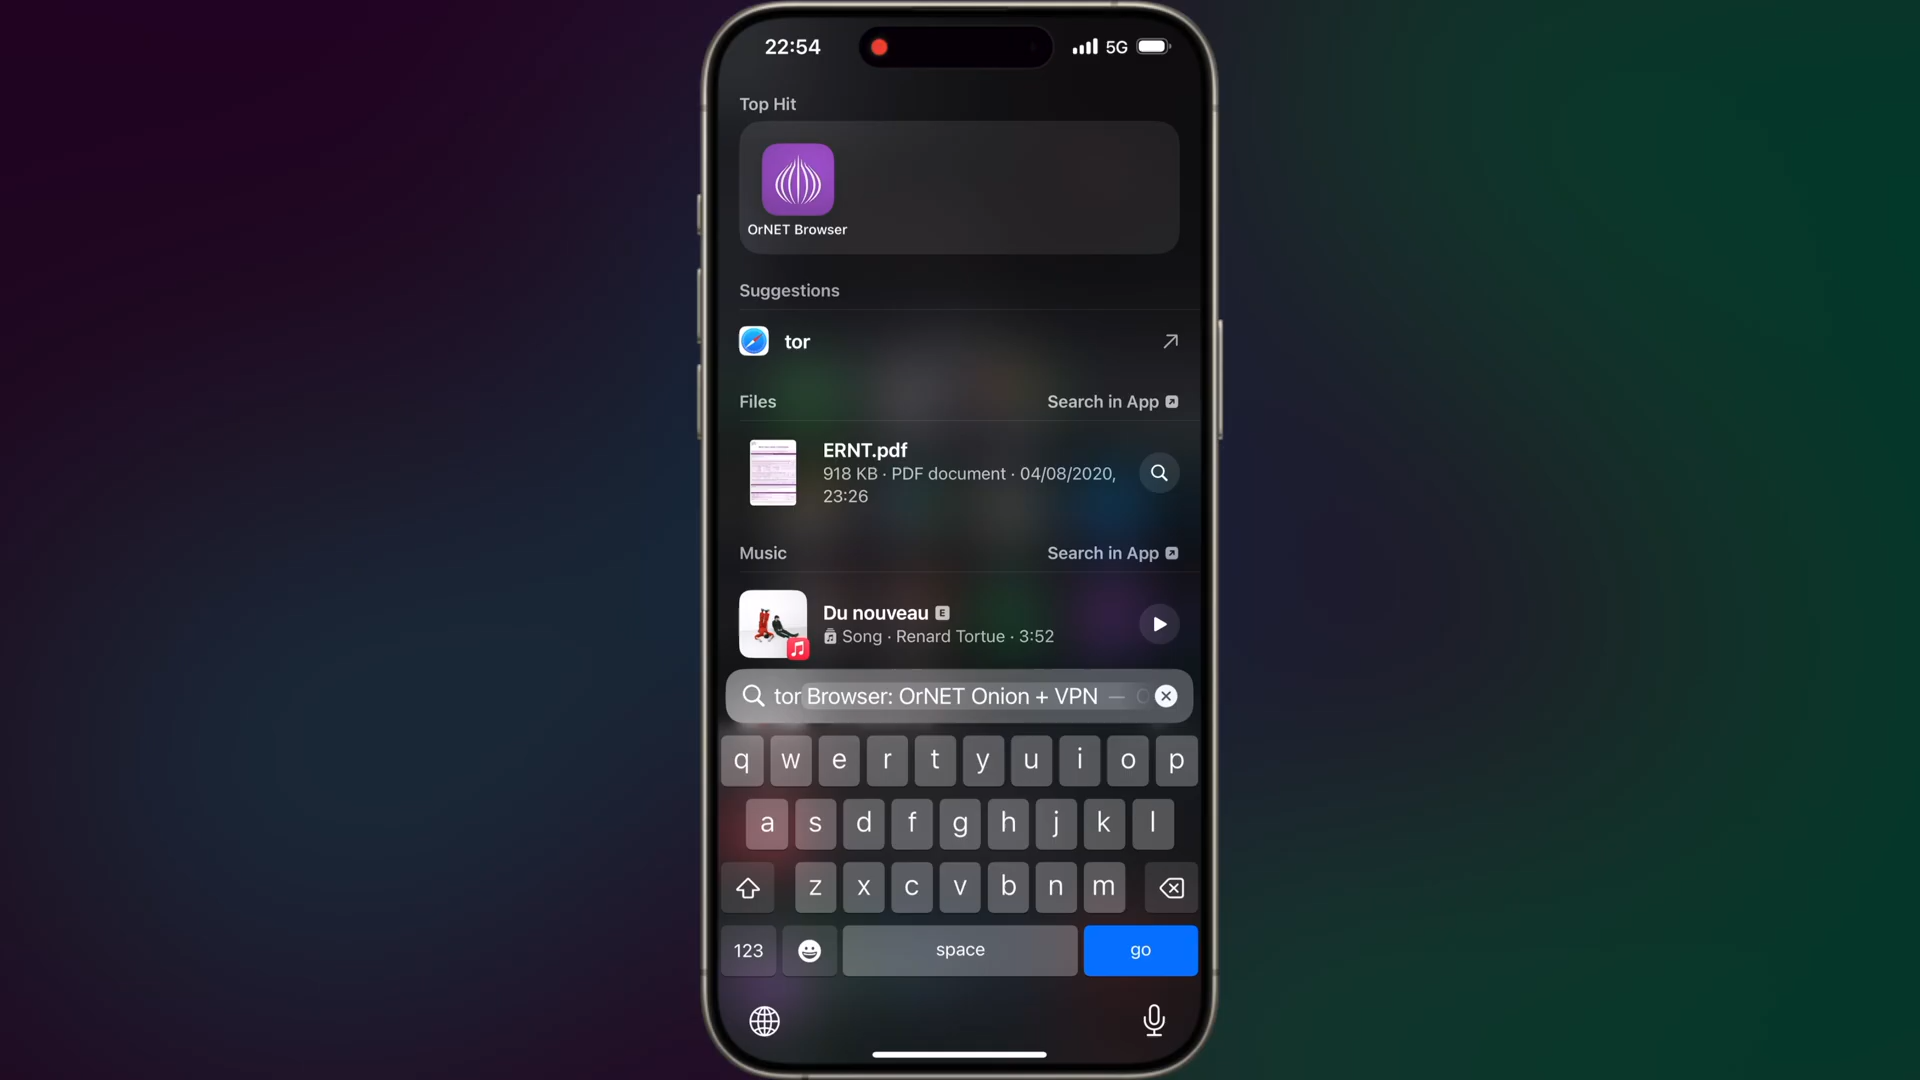 22:54
5G
Top Hit
OrNET Browser
Suggestions
tor
Files
Search in App
ERNT.pdf
918 KB · PDF document · 04/08/2020,
23:26
Music
Search in App
Du nouveau E
Song · Renard Tortue · 3:52
tor Browser: OrNET Onion + VPN —
q w e r t y u i o p
a s d f g h j k l
z x c v b n m
123
space
go